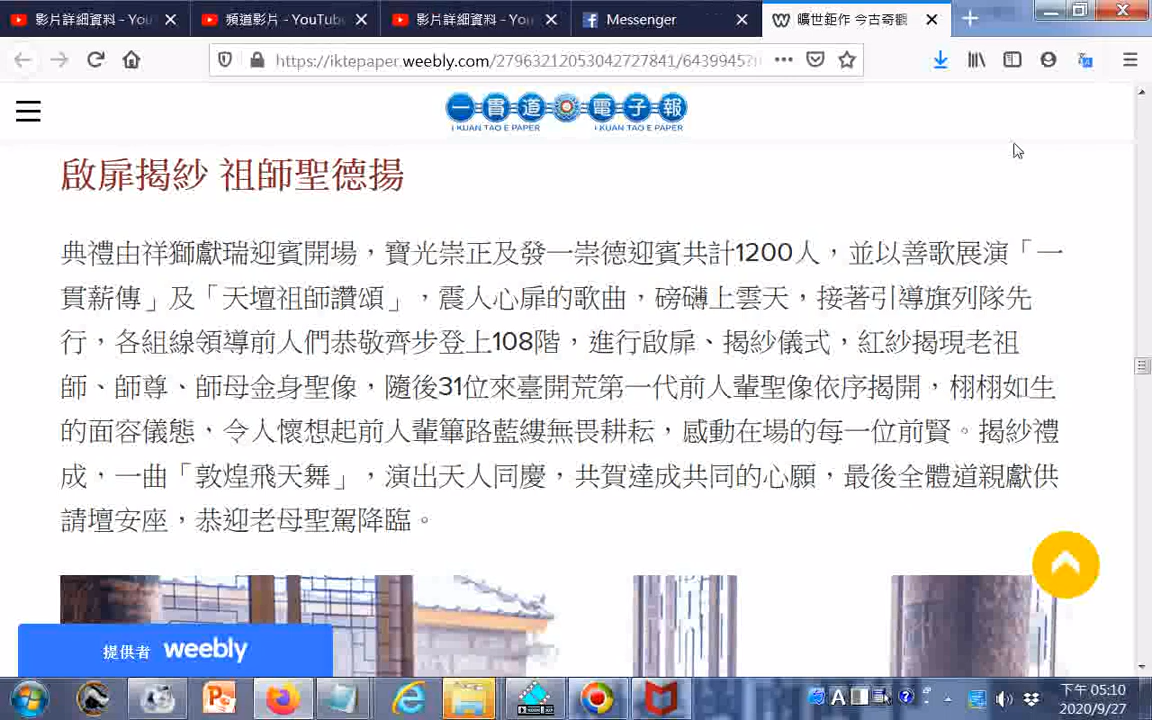 影片詳細資料 - You
頻道影片 - YouTube
影片詳細資料 - You
Messenger
曠世鉅作 今古奇觀
https://iktepaper.weebly.com/27963212053042727841/6439945?
一貫道電子報
I KUAN TAO E PAPER I KUAN TAO E PAPER
啟扉揭紗 祖師聖德揚
典禮由祥獅獻瑞迎賓開場，寶光崇正及發一崇德迎賓共計1200人，並以善歌展演「一
貫薪傳」及「天壇祖師讚頌」，震人心扉的歌曲，磅礴上雲天，接著引導旗列隊先
行，各組線領導前人們恭敬齊步登上108階，進行啟扉、揭紗儀式，紅紗揭現老祖
師、師尊、師母金身聖像，隨後31位來臺開荒第一代前人輩聖像依序揭開，栩栩如生
的面容儀態、令人懷想起前人輩篳路藍縷無畏耕耘，感動在場的每一位前賢。揭紗禮
成，一曲「敦煌飛天舞」，演出天人同慶，共賀達成共同的心願，最後全體道親獻供
請壇安座，恭迎老母聖駕降臨。
提供者 weebly
下午 05:10
2020/9/27